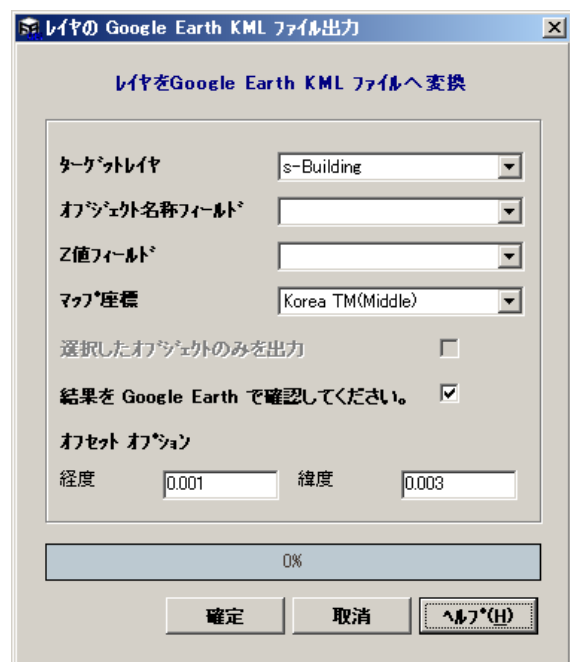 レイヤの Google Earth KML ファイル出力
レイヤをGoogle Earth KML ファイルへ変換
ターゲットレイヤ s-Building
オブジェクト名称フィールド
Z値フィールド
マップ座標 Korea TM(Middle)
選択したオブジェクトのみを出力
結果を Google Earth で確認してください。
オフセット オプション
経度 0.001 緯度 0.003
0%
確定 取消 ヘルプ(H)